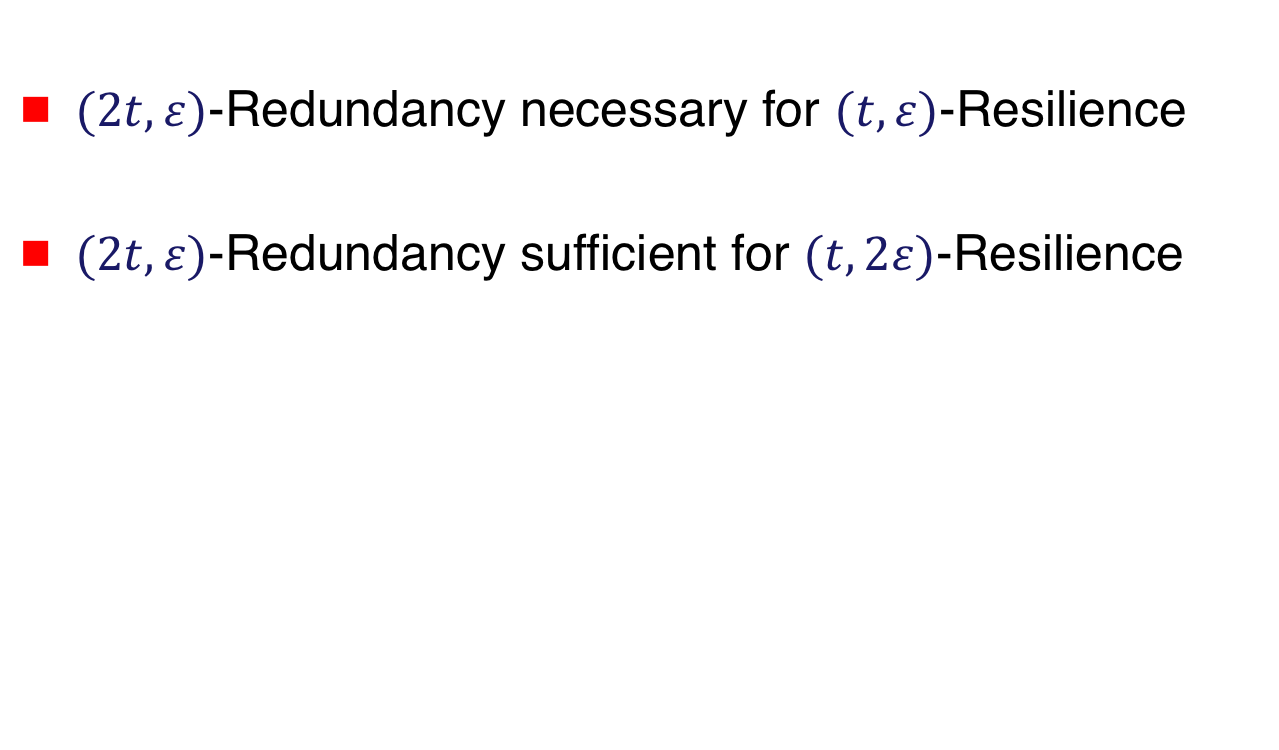 ■ (2t, ε)-Redundancy necessary for (t, ε)-Resilience
■ (2t, ε)-Redundancy sufficient for (t, 2ε)-Resilience